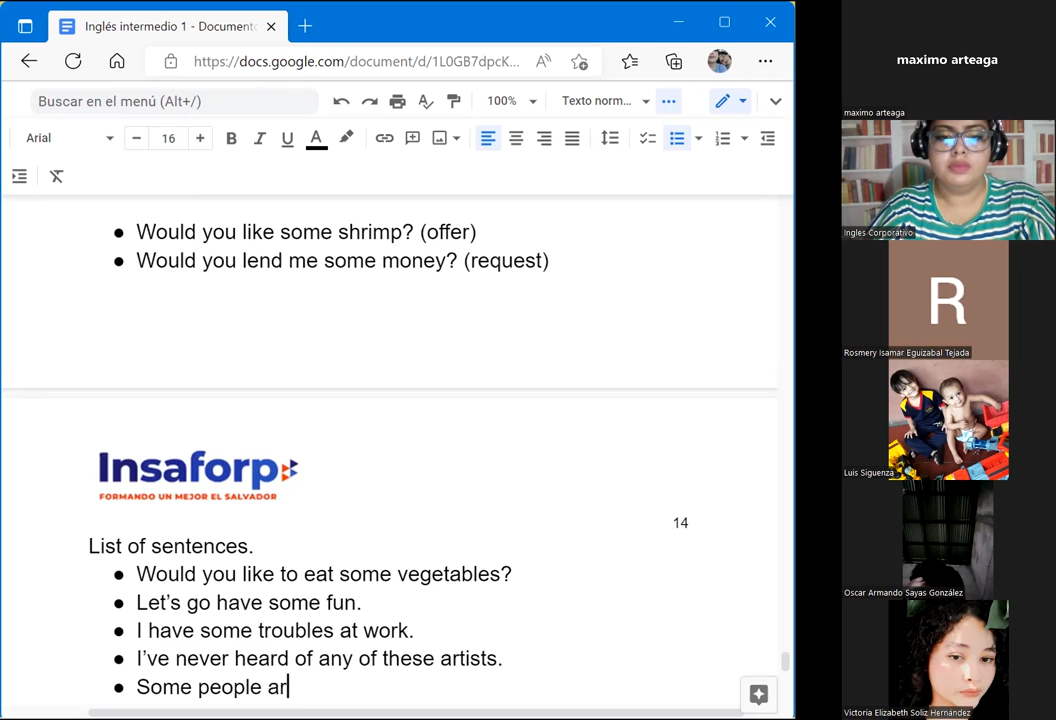 Inglés intermedio 1 - Documento
https://docs.google.com/document/d/1L0GB7dpcK...
Buscar en el menú (Alt+/)
100%
Texto norm...
Arial
16
B I U A
● Would you like some shrimp? (offer)
● Would you lend me some money? (request)
Insaforp
FORMANDO UN MEJOR EL SALVADOR
14
List of sentences.
● Would you like to eat some vegetables?
● Let's go have some fun.
● I have some troubles at work.
● I've never heard of any of these artists.
● Some people ar
maximo arteaga
maximo arteaga
Ingles Corporativo
R
Rosmery Isamar Eguizabal Tejada
Luis Siguenza
Oscar Armando Sayas González
Victoria Elizabeth Soliz Hernández